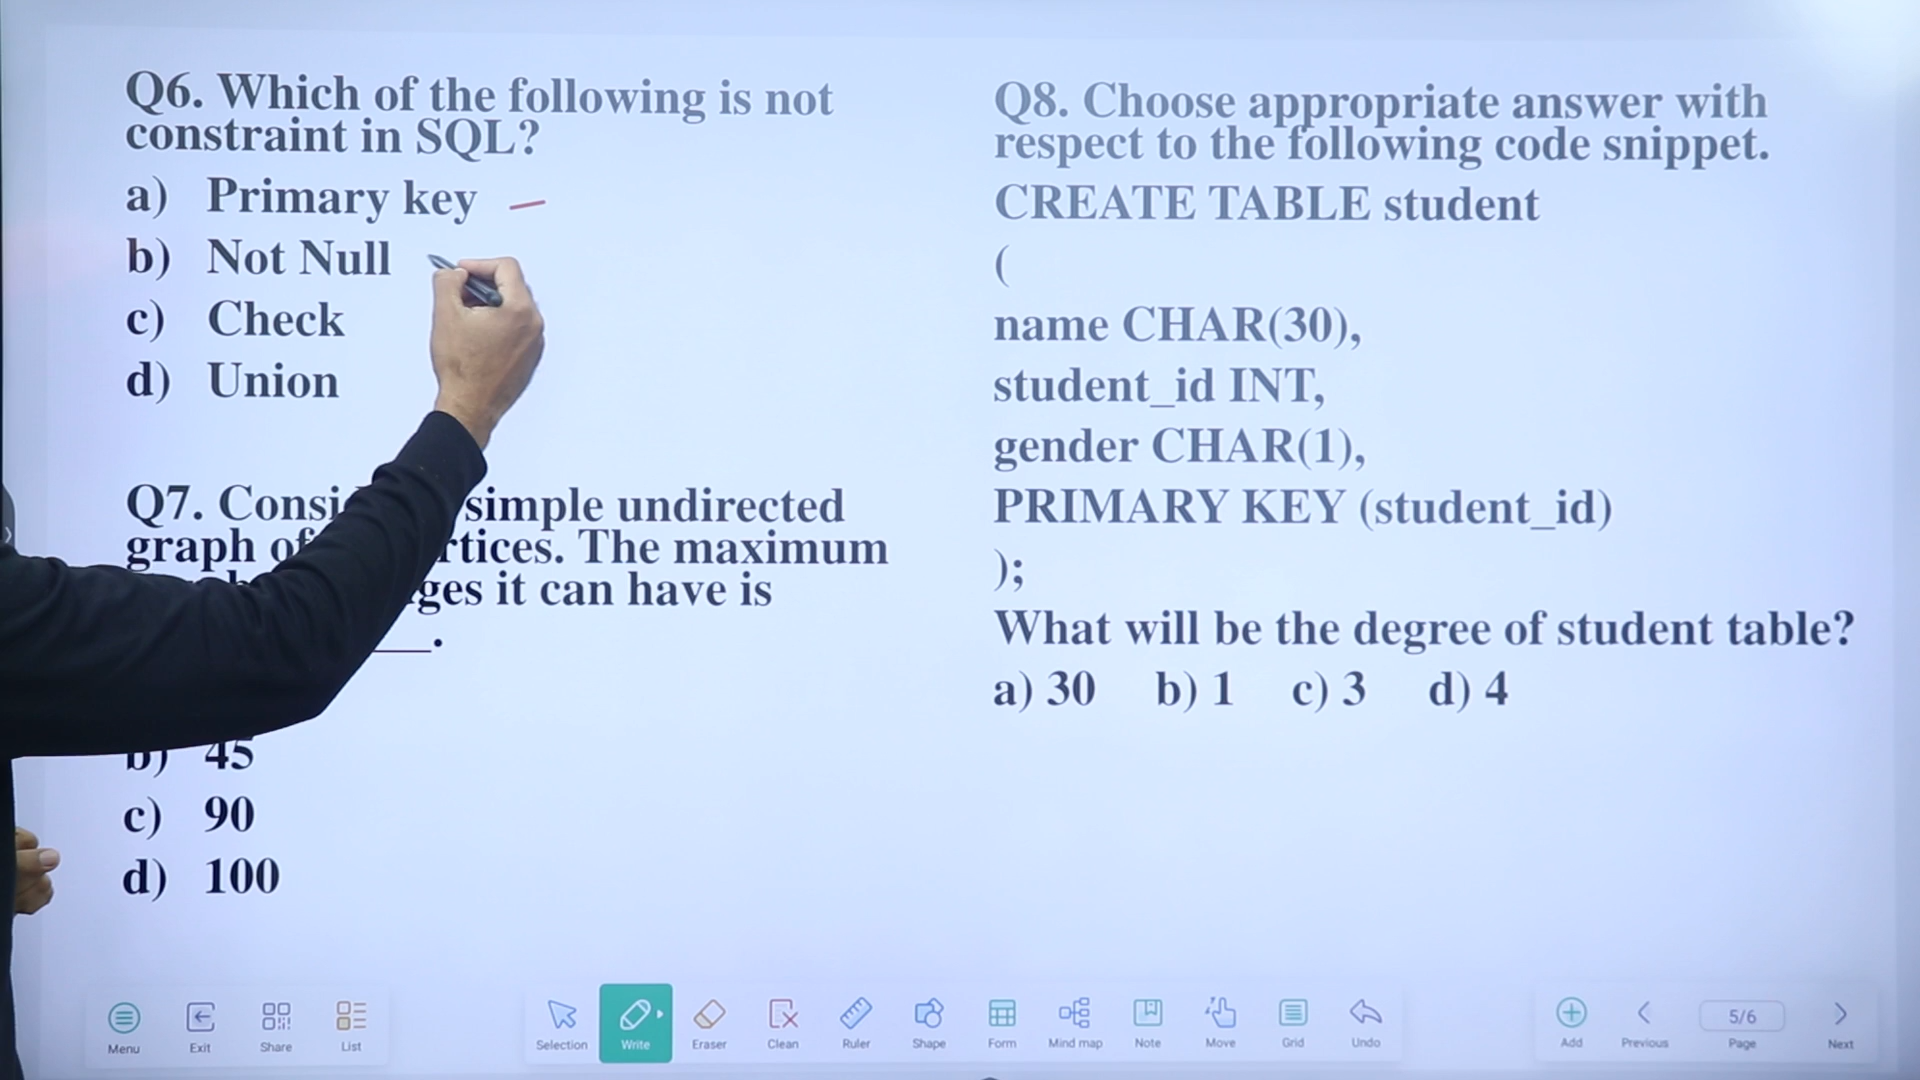 Q6. Which of the following is not
constraint in SQL?
a) Primary key
b) Not Null
c) Check
d) Union
Q7. simple undirected
graph The maximum
it can have is
.
45
c) 90
d) 100
Q8. Choose appropriate answer with
respect to the following code snippet.
CREATE TABLE student
(
name CHAR(30),
student_id INT,
gender CHAR(1),
PRIMARY KEY (student_id)
);
What will be the degree of student table?
a) 30 b) 1 c) 3 d) 4
Menu Exit Share List Selection Write Eraser Clean Ruler Shape Form Mind map Note Move Grid Undo Add Previous 5/6 Page Next